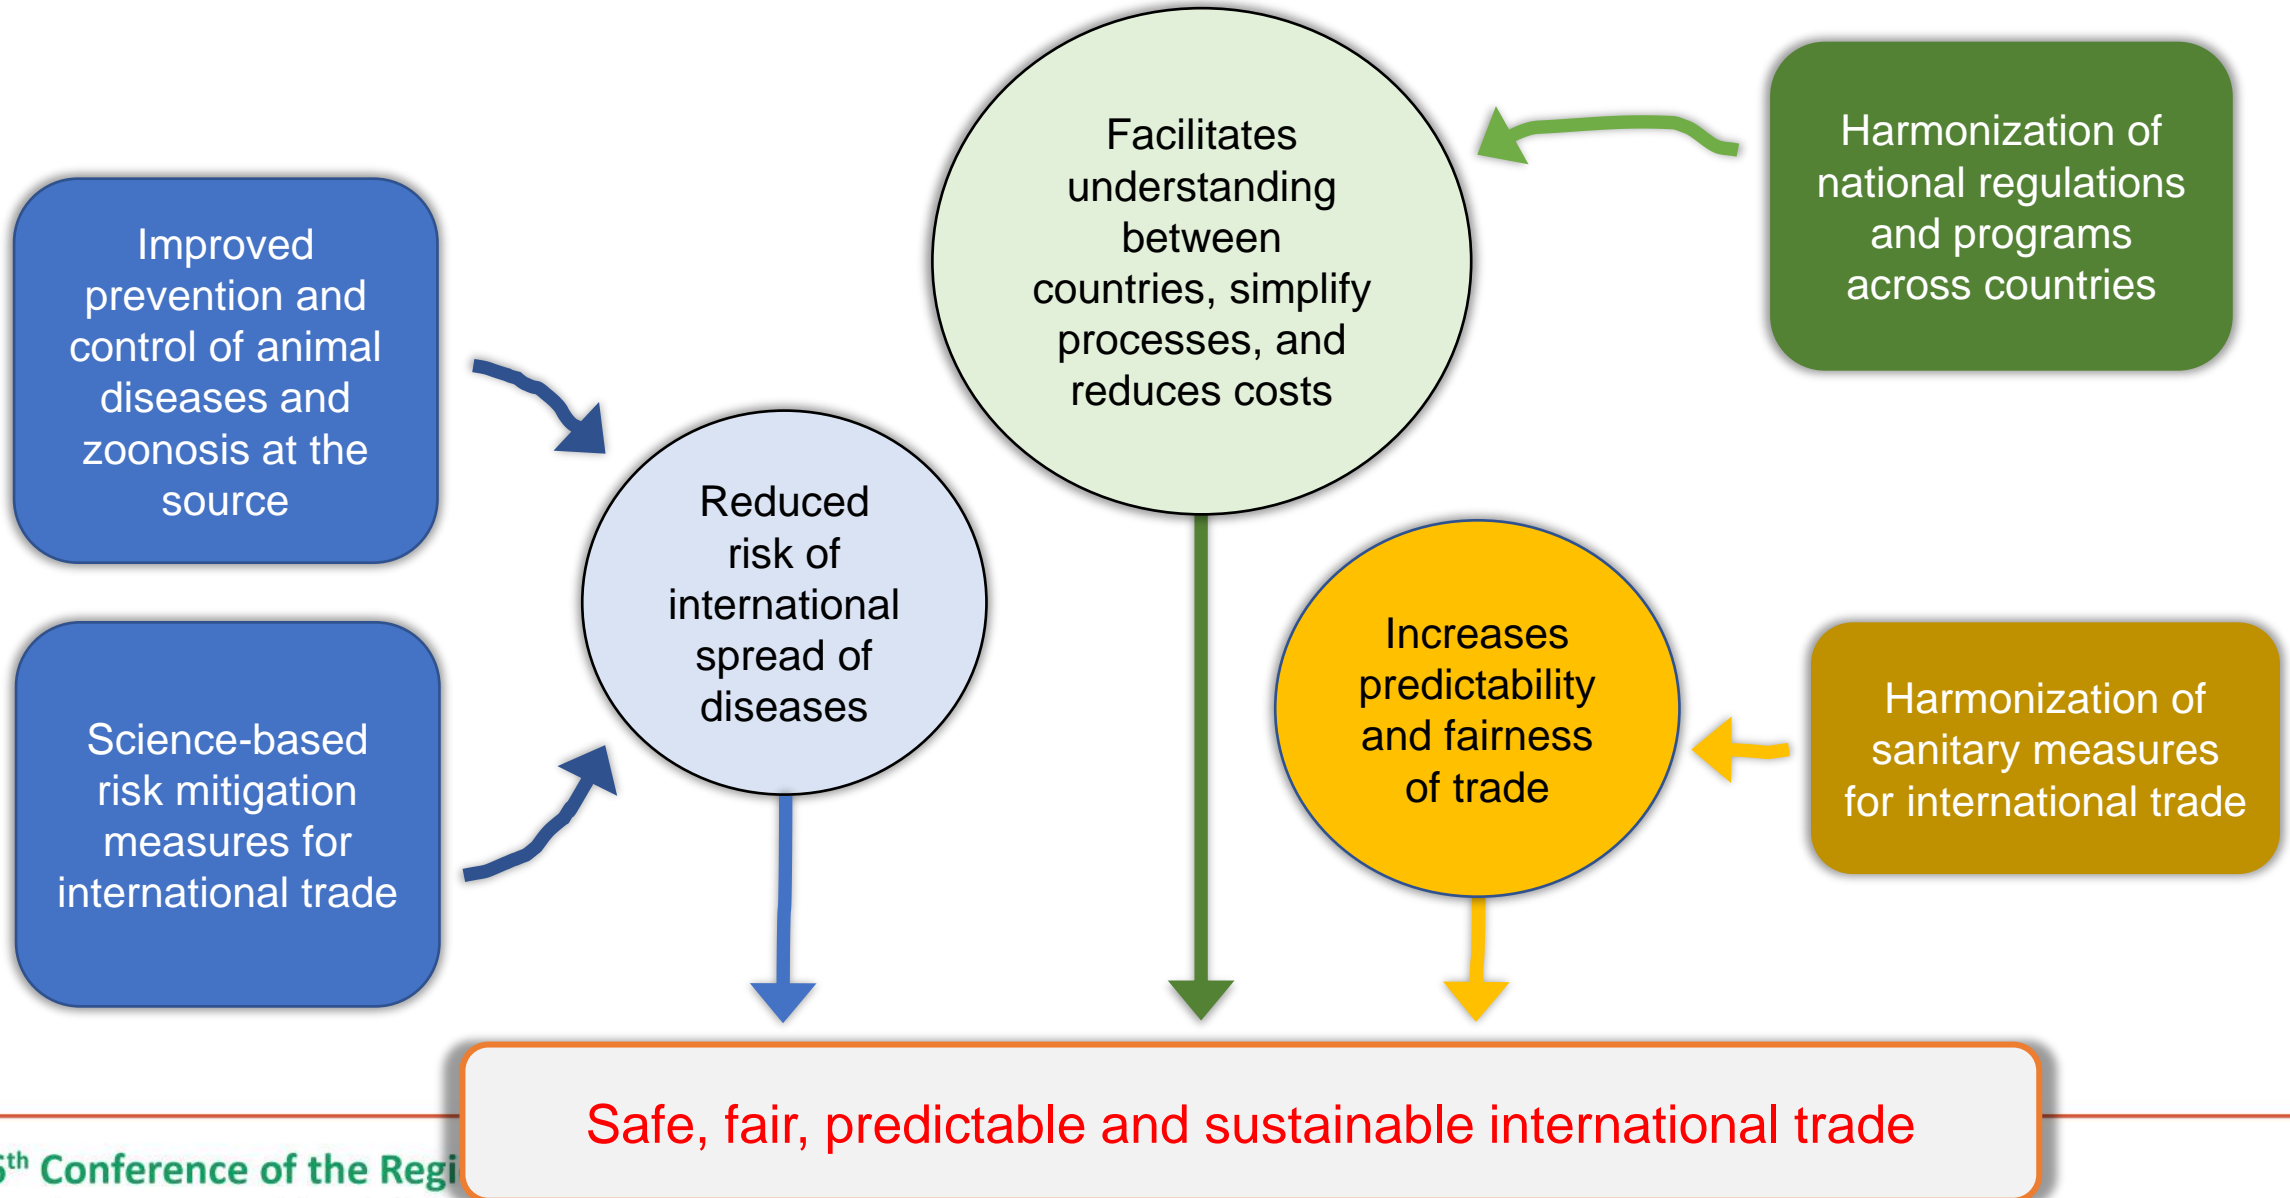 Facilitates
understanding
between
countries, simplify
processes, and
reduces costs
Harmonization of
national regulations
and programs
across countries
Improved
prevention and
control of animal
diseases and
zoonosis at the
source
Reduced
risk of
international
spread of
diseases
Increases
predictability
and fairness
of trade
Science-based
risk mitigation
measures for
international trade
Harmonization of
sanitary measures
for international trade
Safe, fair, predictable and sustainable international trade
Conference of the